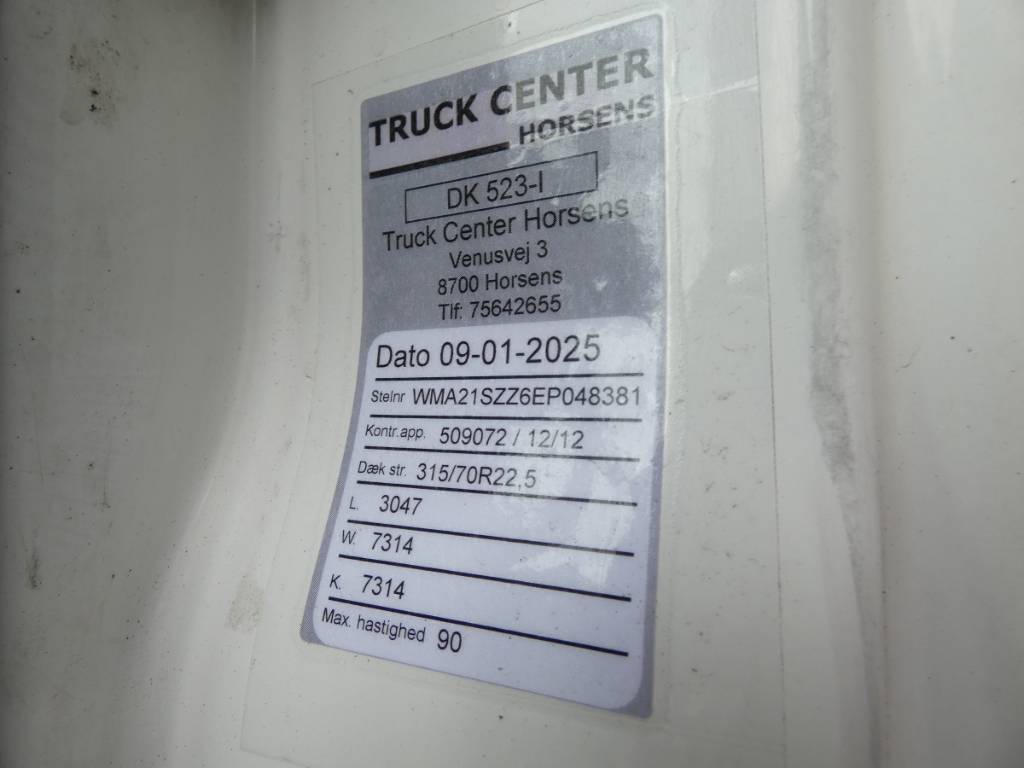 TRUCK CENTER
HORSENS
DK 523-I
Truck Center Horsens
Venusvej 3
8700 Horsens
Tlf: 75642655
Dato 09-01-2025
Stelnr WMA21SZZ6EP048381
Kontr.app. 509072 / 12/12
Dæk str. 315/70R22,5
L. 3047
W. 7314
K. 7314
Max. hastighed 90